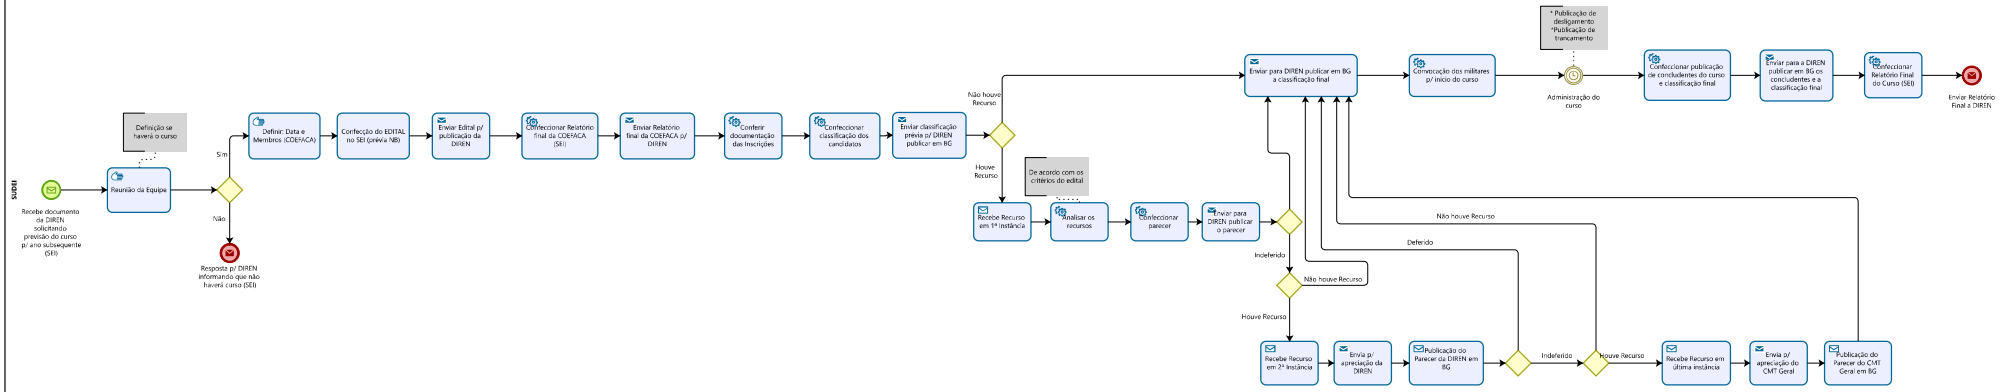 SUDEI
Recebe documento
da DIREN
solicitando
previsão do curso
p/ ano subsequente
(SEI)
Definição se
haverá o curso
Reunião da Equipe
Sim
Não
Resposta p/ DIREN
informando que não
haverá curso (SEI)
Definir: Data e
Membros (COEFACA)
Confecção do EDITAL
no SEI (prévia NB)
Enviar Edital p/
publicação da
DIREN
Confeccionar Relatório
final da COEFACA
(SEI)
Enviar Relatório
final da COEFACA p/
DIREN
Conferir
documentação
das Inscrições
Confeccionar
classificação dos
candidatos
Enviar classificação
prévia p/ DIREN
publicar em BG
Não houve
Recurso
Houve
Recurso
Recebe Recurso
em 1ª Instância
De acordo com os
critérios do edital.
Analisar os
recursos
Confeccionar
parecer
Enviar para
DIREN publicar
o parecer
Indeferido
Não houve Recurso
Houve Recurso
Recebe Recurso
em 2ª Instância
Envia p/
apreciação da
DIREN
Publicação do
Parecer da DIREN em
BG
Deferido
Indeferido
Não houve Recurso
Houve Recurso
Recebe Recurso em
última instância
Envia p/
apreciação do
CMT Geral
Publicação do
Parecer do CMT
Geral em BG
Enviar para DIREN publicar em BG
a classificação final
Convocação dos militares
p/ inicio do curso
* Publicação de
desligamento
*Publicação de
trancamento
Administração do
curso
Confeccionar publicação
de concludentes do curso
e classificação final
Enviar para a DIREN
publicar em BG os
concludentes e a
classificação final
Confeccionar
Relatório Final
do Curso (SEI)
Enviar Relatório
Final a DIREN